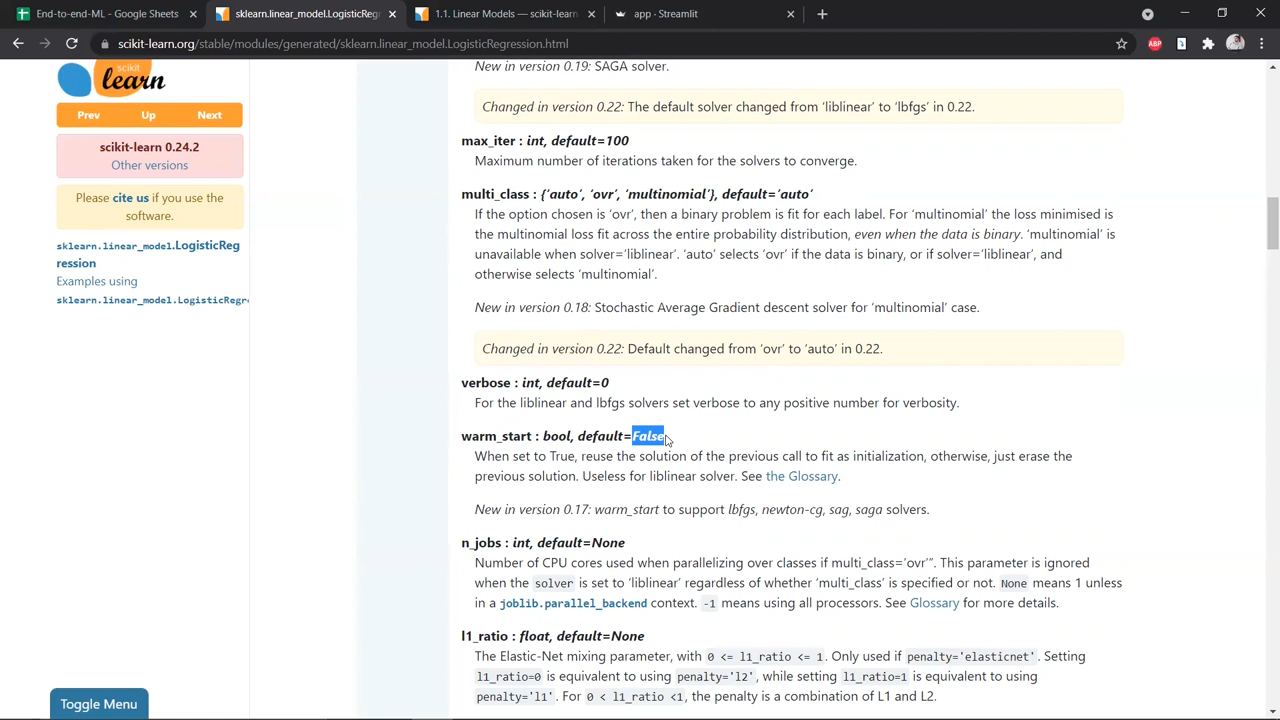 End-to-end-ML - Google Sheets
sklearn.linear_model.LogisticRegr
1.1. Linear Models — scikit-learn
app · Streamlit
scikit-learn.org/stable/modules/generated/sklearn.linear_model.LogisticRegression.html
ABP
scikit
learn
Prev Up Next
scikit-learn 0.24.2
Other versions
Please cite us if you use the
software.
sklearn.linear_model.LogisticReg
ression
Examples using
sklearn.linear_model.LogisticRegre
New in version 0.19: SAGA solver.
Changed in version 0.22: The default solver changed from ‘liblinear’ to ‘lbfgs’ in 0.22.
max_iter : int, default=100
Maximum number of iterations taken for the solvers to converge.
multi_class : {‘auto’, ‘ovr’, ‘multinomial’}, default=’auto’
If the option chosen is ‘ovr’, then a binary problem is fit for each label. For ‘multinomial’ the loss minimised is
the multinomial loss fit across the entire probability distribution, even when the data is binary. ‘multinomial’ is
unavailable when solver=’liblinear’. ‘auto’ selects ‘ovr’ if the data is binary, or if solver=’liblinear’, and
otherwise selects ‘multinomial’.
New in version 0.18: Stochastic Average Gradient descent solver for ‘multinomial’ case.
Changed in version 0.22: Default changed from ‘ovr’ to ‘auto’ in 0.22.
verbose : int, default=0
For the liblinear and lbfgs solvers set verbose to any positive number for verbosity.
warm_start : bool, default=False
When set to True, reuse the solution of the previous call to fit as initialization, otherwise, just erase the
previous solution. Useless for liblinear solver. See the Glossary.
New in version 0.17: warm_start to support lbfgs, newton-cg, sag, saga solvers.
n_jobs : int, default=None
Number of CPU cores used when parallelizing over classes if multi_class=’ovr’”. This parameter is ignored
when the solver is set to ‘liblinear’ regardless of whether ‘multi_class’ is specified or not. None means 1 unless
in a joblib.parallel_backend context. -1 means using all processors. See Glossary for more details.
l1_ratio : float, default=None
The Elastic-Net mixing parameter, with 0 <= l1_ratio <= 1. Only used if penalty='elasticnet'. Setting
l1_ratio=0 is equivalent to using penalty='l2', while setting l1_ratio=1 is equivalent to using
penalty='l1'. For 0 < l1_ratio <1, the penalty is a combination of L1 and L2.
Toggle Menu